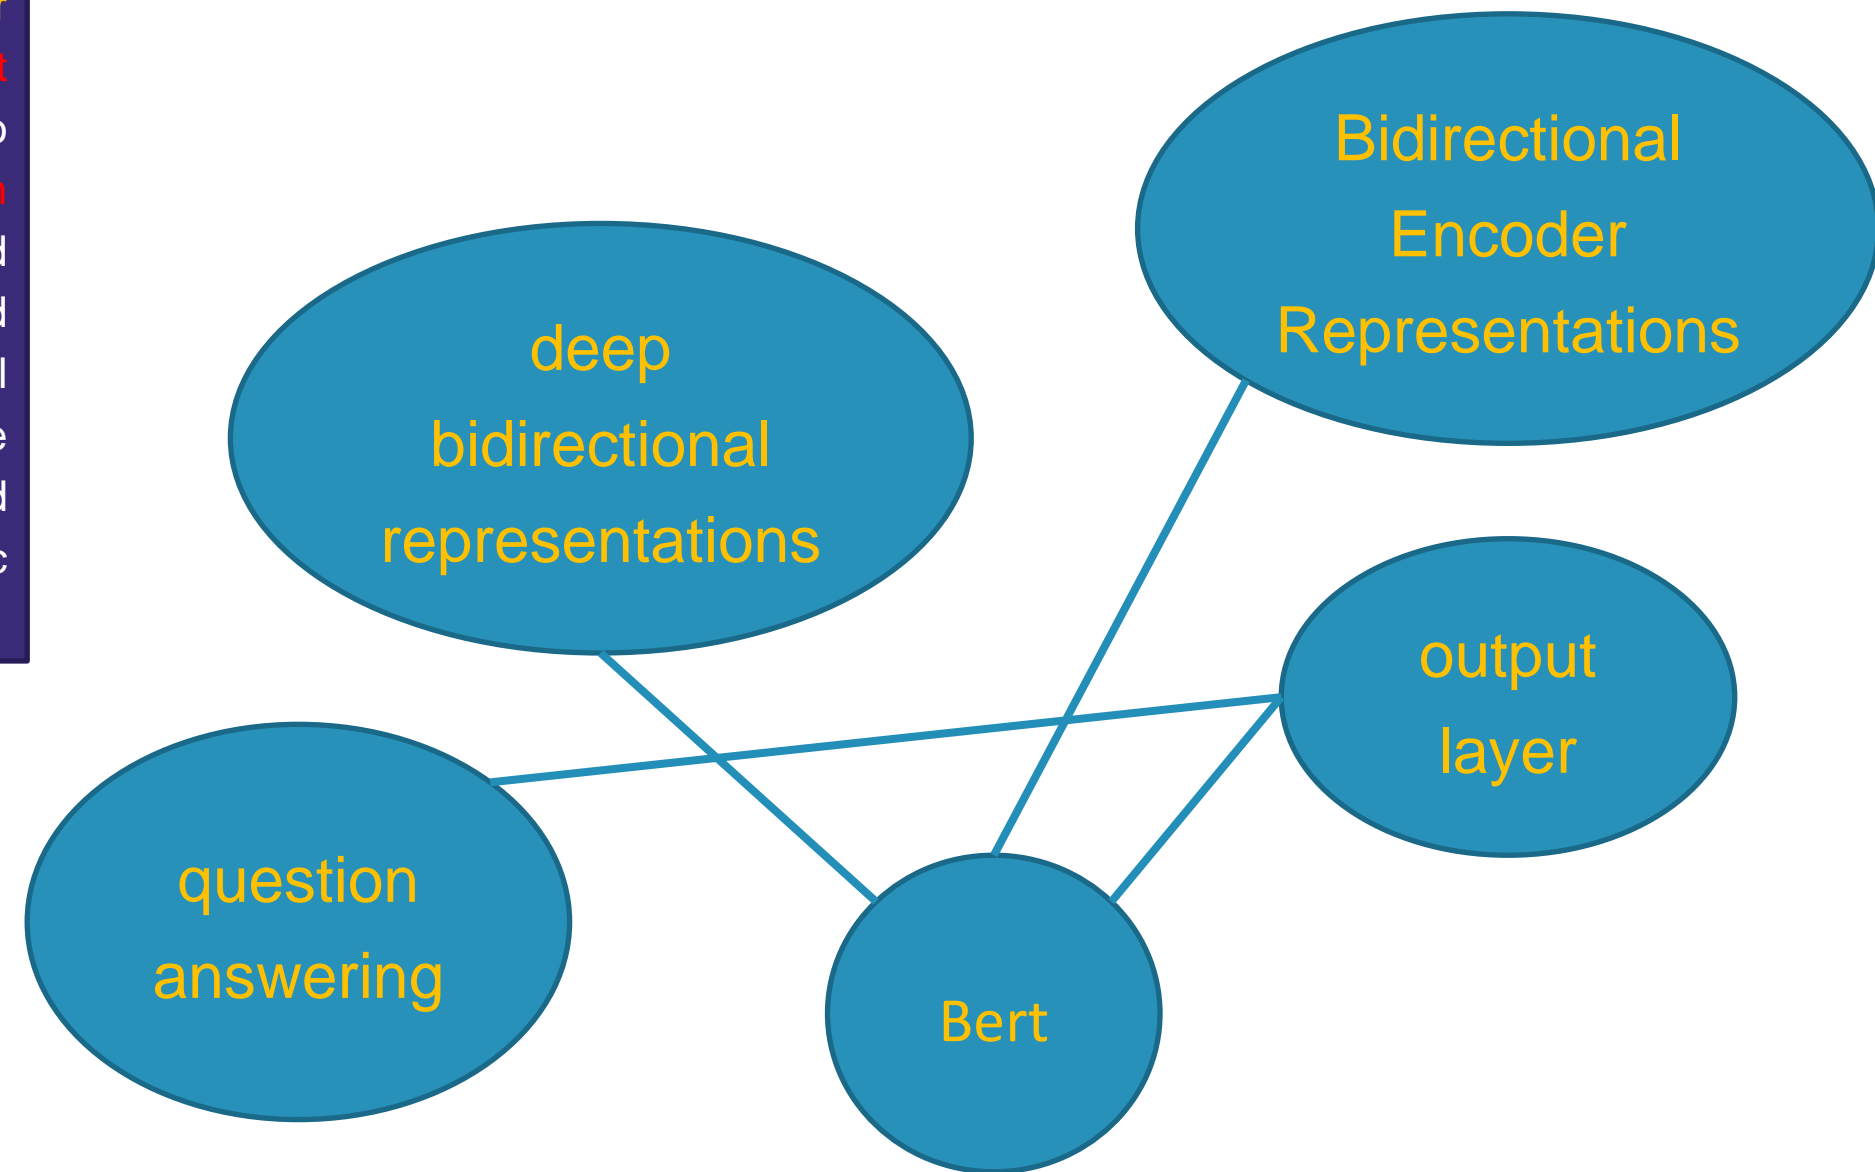 Bidirectional
Encoder
Representations
deep
bidirectional
representations
output
layer
question
answering
Bert